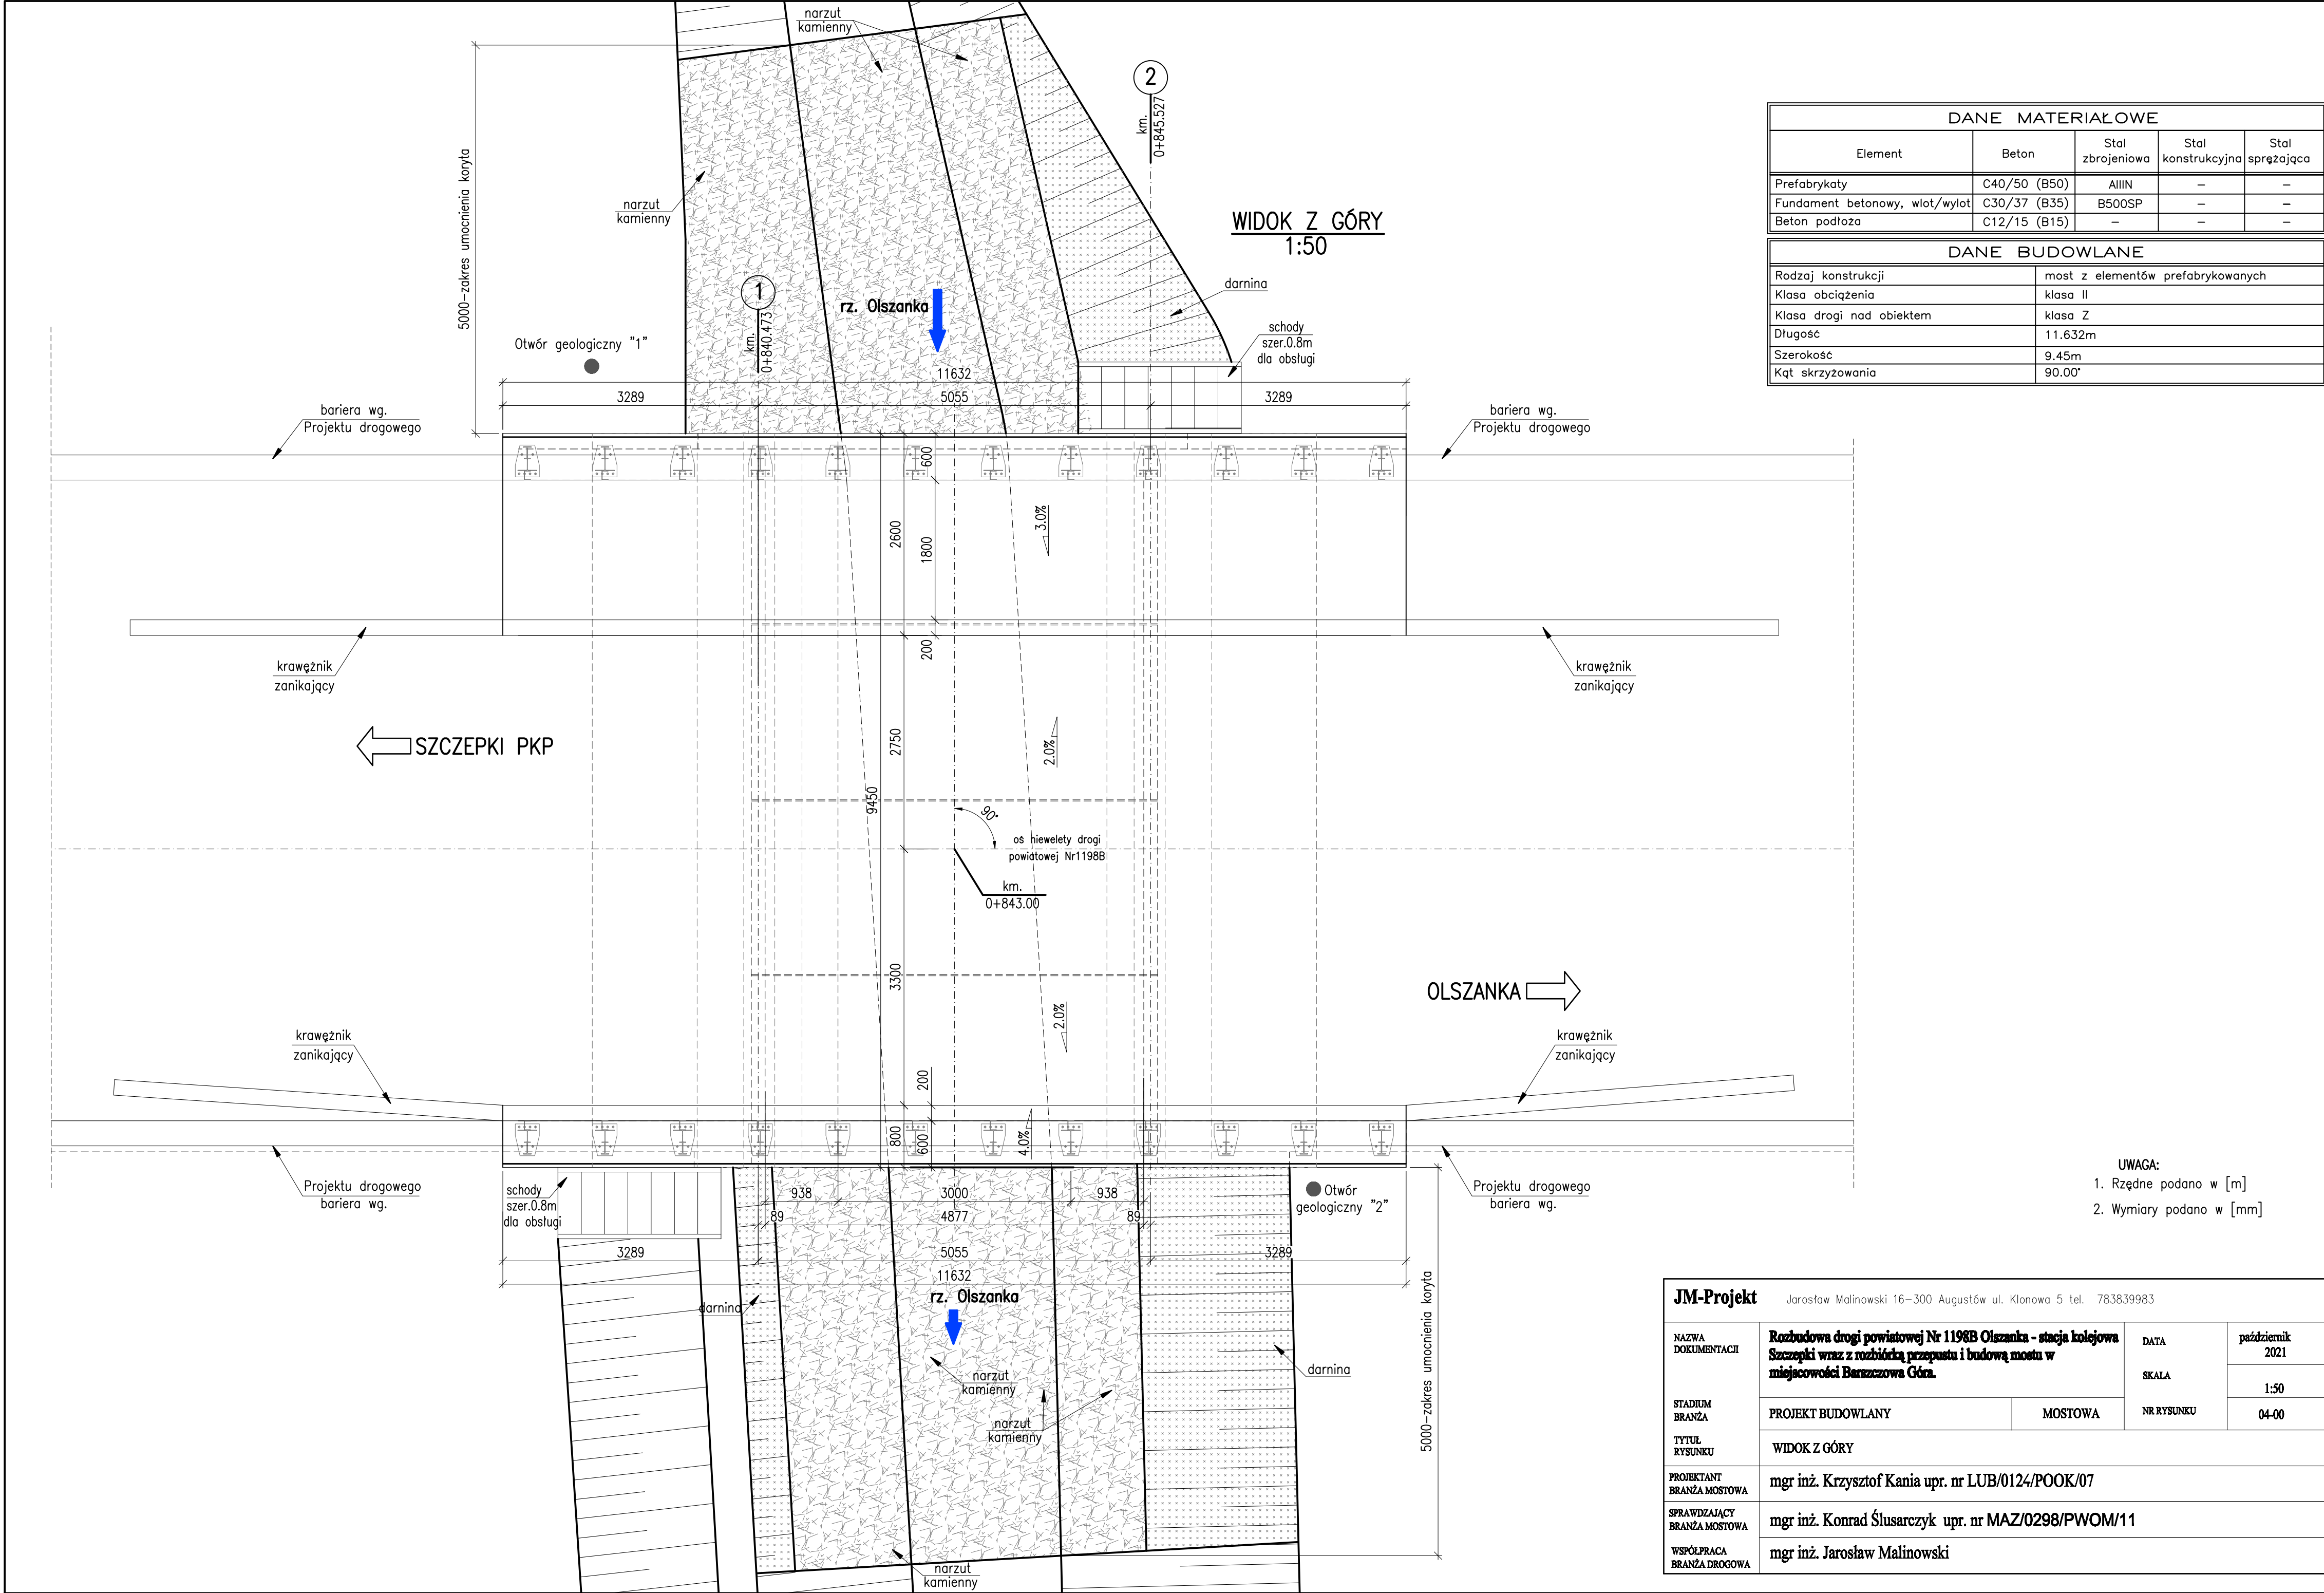 narzut
kamienny
2
km.
0+845.527
5000-zakres umocnienia koryta
narzut
kamienny
WIDOK Z GÓRY
1:50
1
km.
0+840.473
rz. Olszanka
darnina
Otwór geologiczny "1"
schody
szer.0.8m
dla obsługi
11632
3289
5055
3289
bariera wg.
Projektu drogowego
bariera wg.
Projektu drogowego
600
2600
1800
3.0%
200
krawężnik
zanikający
krawężnik
zanikający
SZCZEPKI PKP
2750
2.0%
9450
90°
oś niewelety drogi
powiatowej Nr1198B
km.
0+843.00
3300
OLSZANKA
2.0%
krawężnik
zanikający
krawężnik
zanikający
200
800
600
4.0%
Projektu drogowego
bariera wg.
schody
szer.0.8m
dla obsługi
938
3000
938
89
4877
89
3289
5055
3289
11632
Otwór
geologiczny "2"
Projektu drogowego
bariera wg.
rz. Olszanka
darnina
narzut
kamienny
narzut
kamienny
darnina
5000-zakres umocnienia koryta
narzut
kamienny
DANE MATERIAŁOWE
Element Beton Stal zbrojeniowa Stal konstrukcyjna Stal sprężająca
Prefabrykaty C40/50 (B50) AIIIN – –
Fundament betonowy, wlot/wylot C30/37 (B35) B500SP – –
Beton podłoża C12/15 (B15) – – –
DANE BUDOWLANE
Rodzaj konstrukcji most z elementów prefabrykowanych
Klasa obciążenia klasa II
Klasa drogi nad obiektem klasa Z
Długość 11.632m
Szerokość 9.45m
Kąt skrzyżowania 90.00°
UWAGA:
1. Rzędne podano w [m]
2. Wymiary podano w [mm]
JM-Projekt Jarosław Malinowski 16-300 Augustów ul. Klonowa 5 tel. 783839983
NAZWA
DOKUMENTACJI
Rozbudowa drogi powiatowej Nr 1198B Olszanka - stacja kolejowa
Szczepki wraz z rozbiórką przepustu i budową mostu w
miejscowości Barszczowa Góra.
DATA
październik
2021
SKALA
1:50
STADIUM
BRANŻA
PROJEKT BUDOWLANY
MOSTOWA
NR RYSUNKU
04-00
TYTUŁ
RYSUNKU
WIDOK Z GÓRY
PROJEKTANT
BRANŻA MOSTOWA
mgr inż. Krzysztof Kania upr. nr LUB/0124/POOK/07
SPRAWDZAJĄCY
BRANŻA MOSTOWA
mgr inż. Konrad Ślusarczyk upr. nr MAZ/0298/PWOM/11
WSPÓŁPRACA
BRANŻA DROGOWA
mgr inż. Jarosław Malinowski